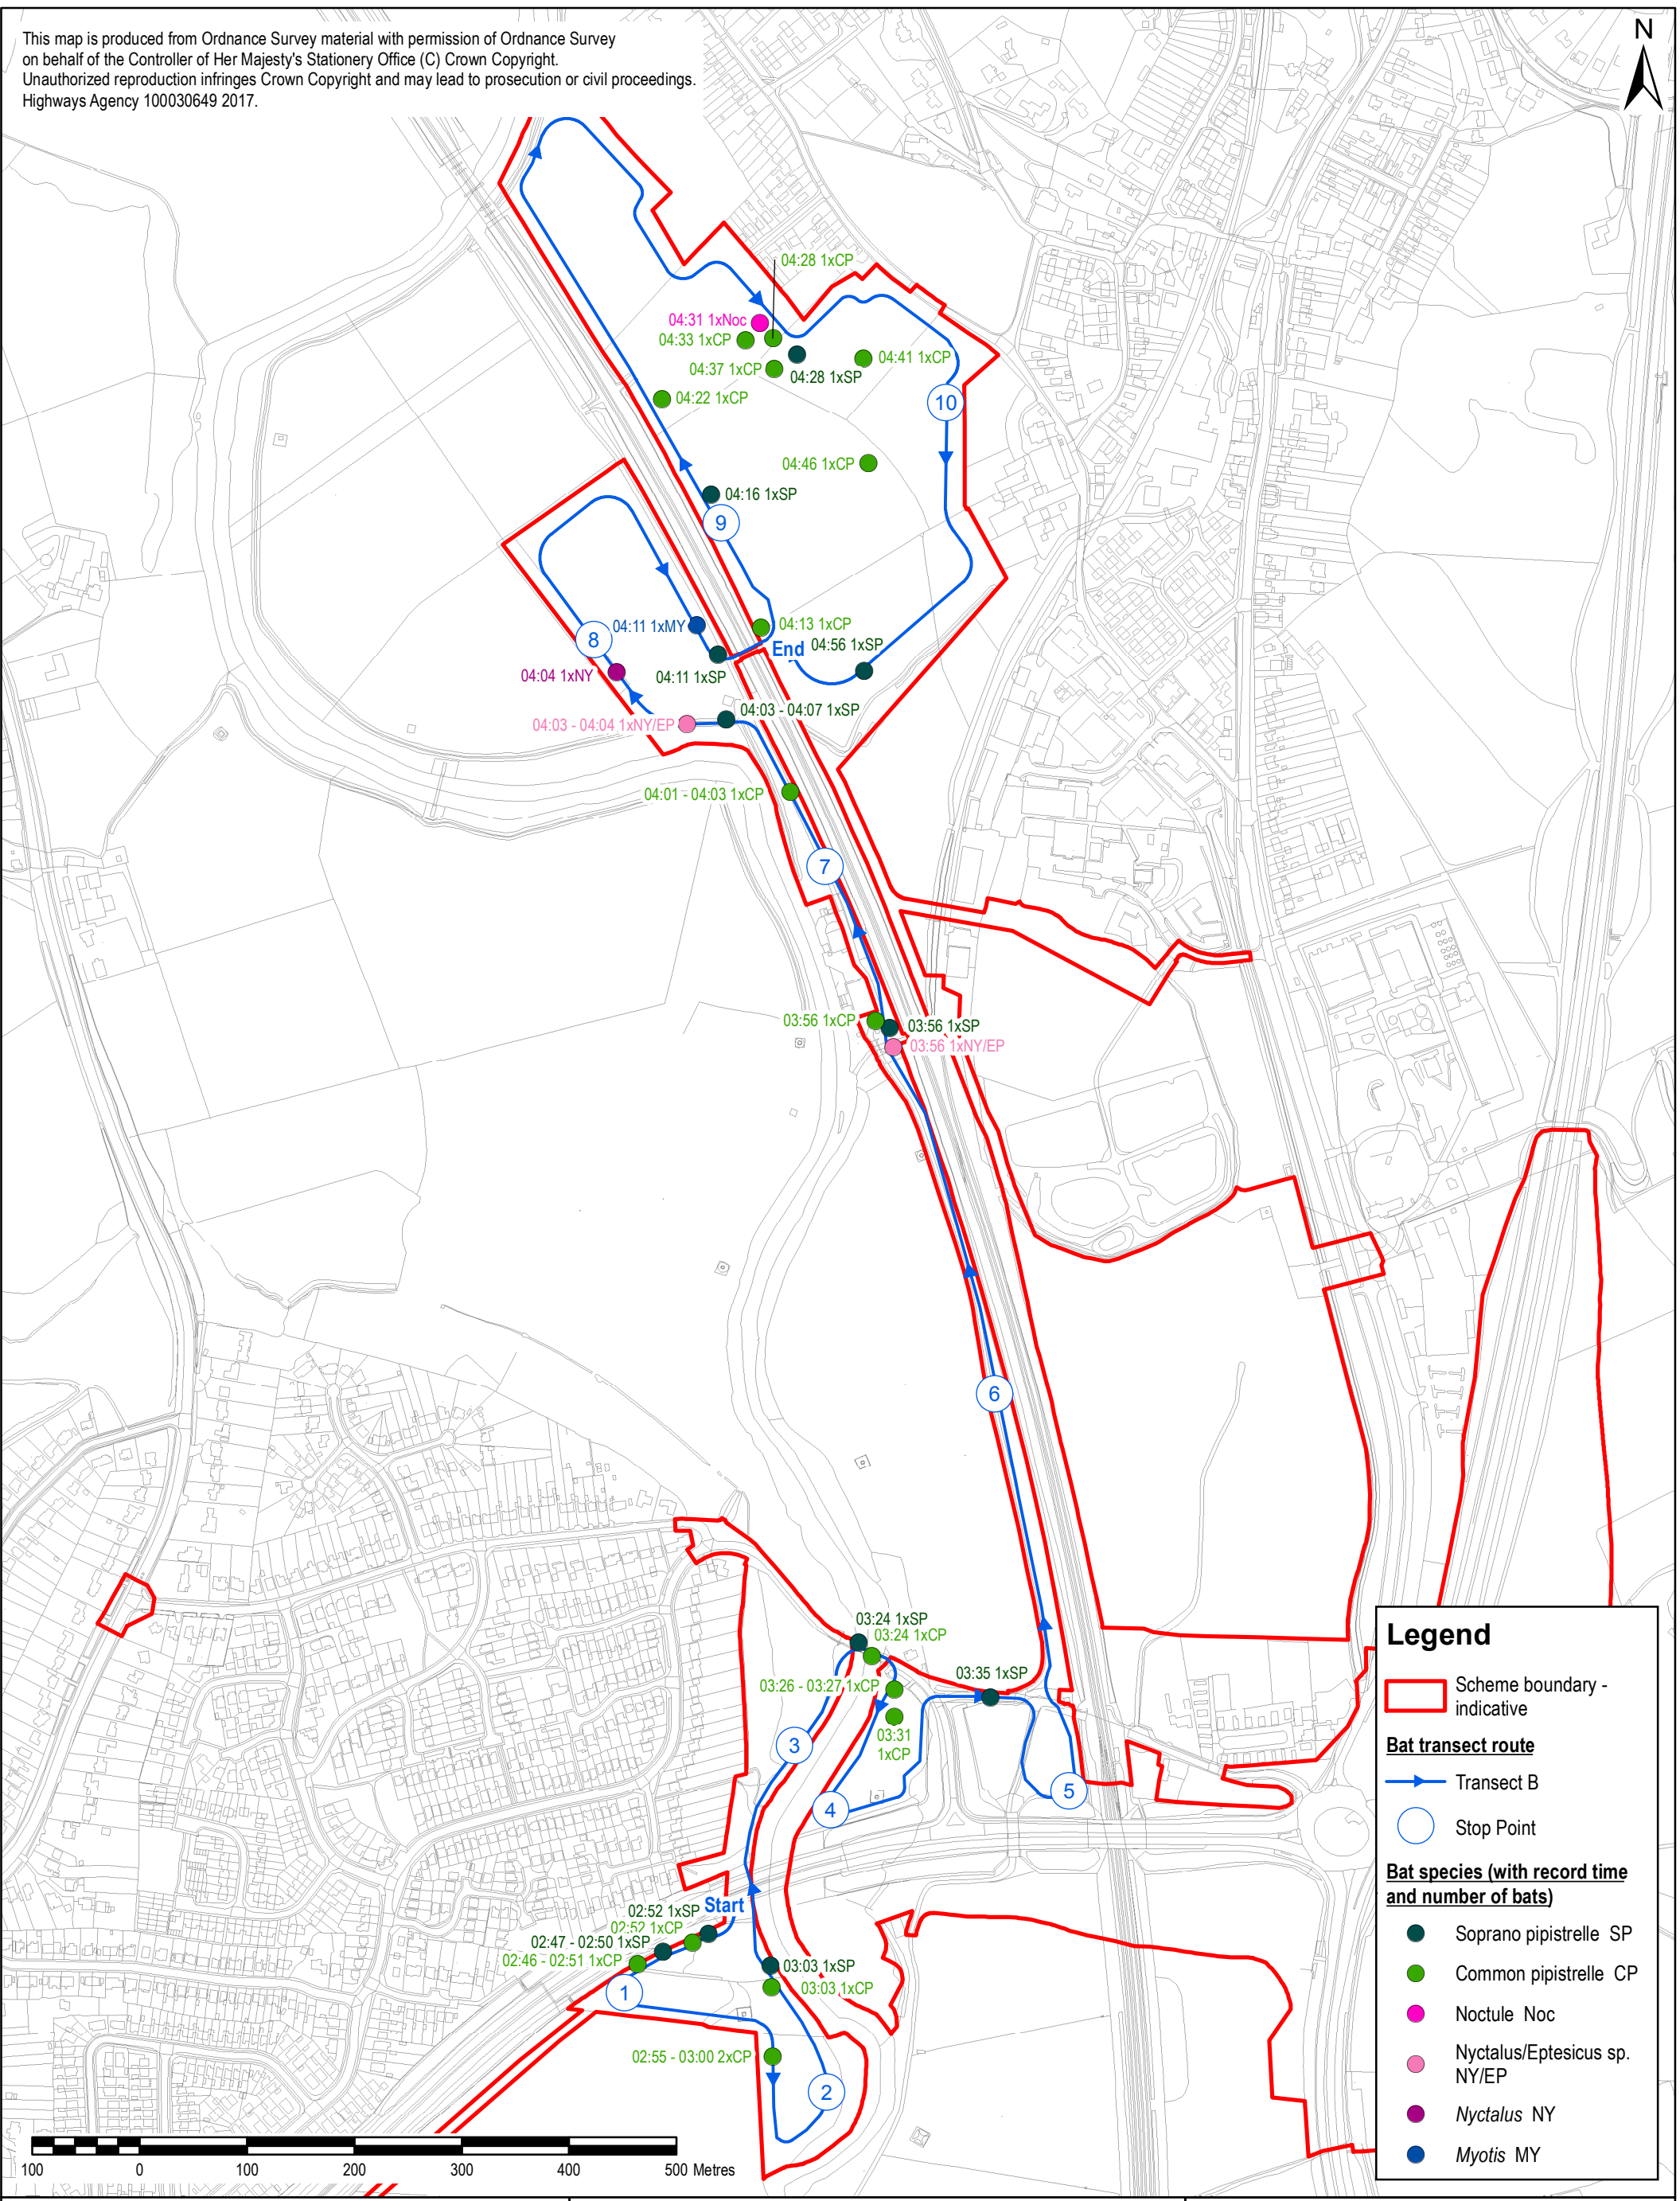 This map is produced from Ordnance Survey material with permission of Ordnance Survey
on behalf of the Controller of Her Majesty's Stationery Office (C) Crown Copyright.
Unauthorized reproduction infringes Crown Copyright and may lead to prosecution or civil proceedings.
Highways Agency 100030649 2017.
N
04:28 1xCP
04:31 1xNoc
04:33 1xCP
04:37 1xCP
04:28 1xSP
04:41 1xCP
04:22 1xCP
10
04:46 1xCP
04:16 1xSP
9
8
04:11 1xMY
04:13 1xCP
End
04:56 1xSP
04:04 1xNY
04:11 1xSP
04:03 - 04:07 1xSP
04:03 - 04:04 1xNY/EP
04:01 - 04:03 1xCP
7
03:56 1xCP
03:56 1xSP
03:56 1xNY/EP
6
03:24 1xSP
03:24 1xCP
03:26 - 03:27 1xCP
03:35 1xSP
03:31
1xCP
3
4
5
Start
02:52 1xSP
02:52 1xCP
02:47 - 02:50 1xSP
02:46 - 02:51 1xCP
1
03:03 1xSP
03:03 1xCP
02:55 - 03:00 2xCP
2
Legend
Scheme boundary -
indicative
Bat transect route
Transect B
Stop Point
Bat species (with record time
and number of bats)
Soprano pipistrelle SP
Common pipistrelle CP
Noctule Noc
Nyctalus/Eptesicus sp.
NY/EP
Nyctalus NY
Myotis MY
100 0 100 200 300 400 500 Metres